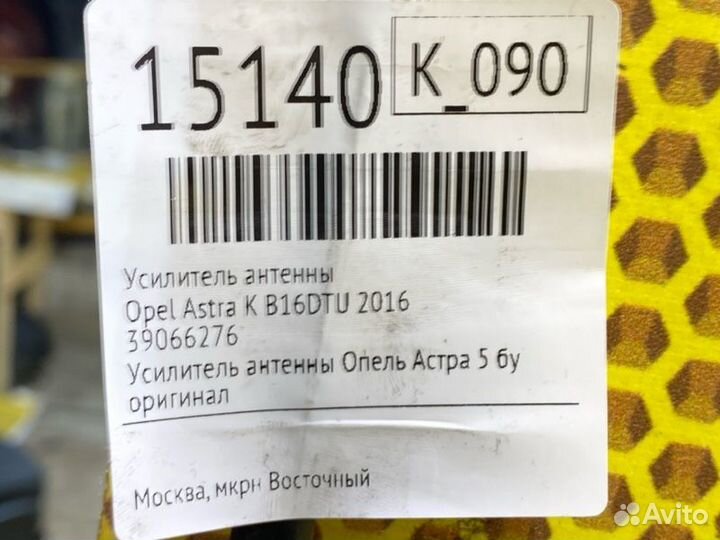 15140
K_090
Усилитель антенны
Opel Astra K B16DTU 2016
39066276
Усилитель антенны Опель Астра 5 бу
оригинал
Москва, мкрн Восточный
Avito